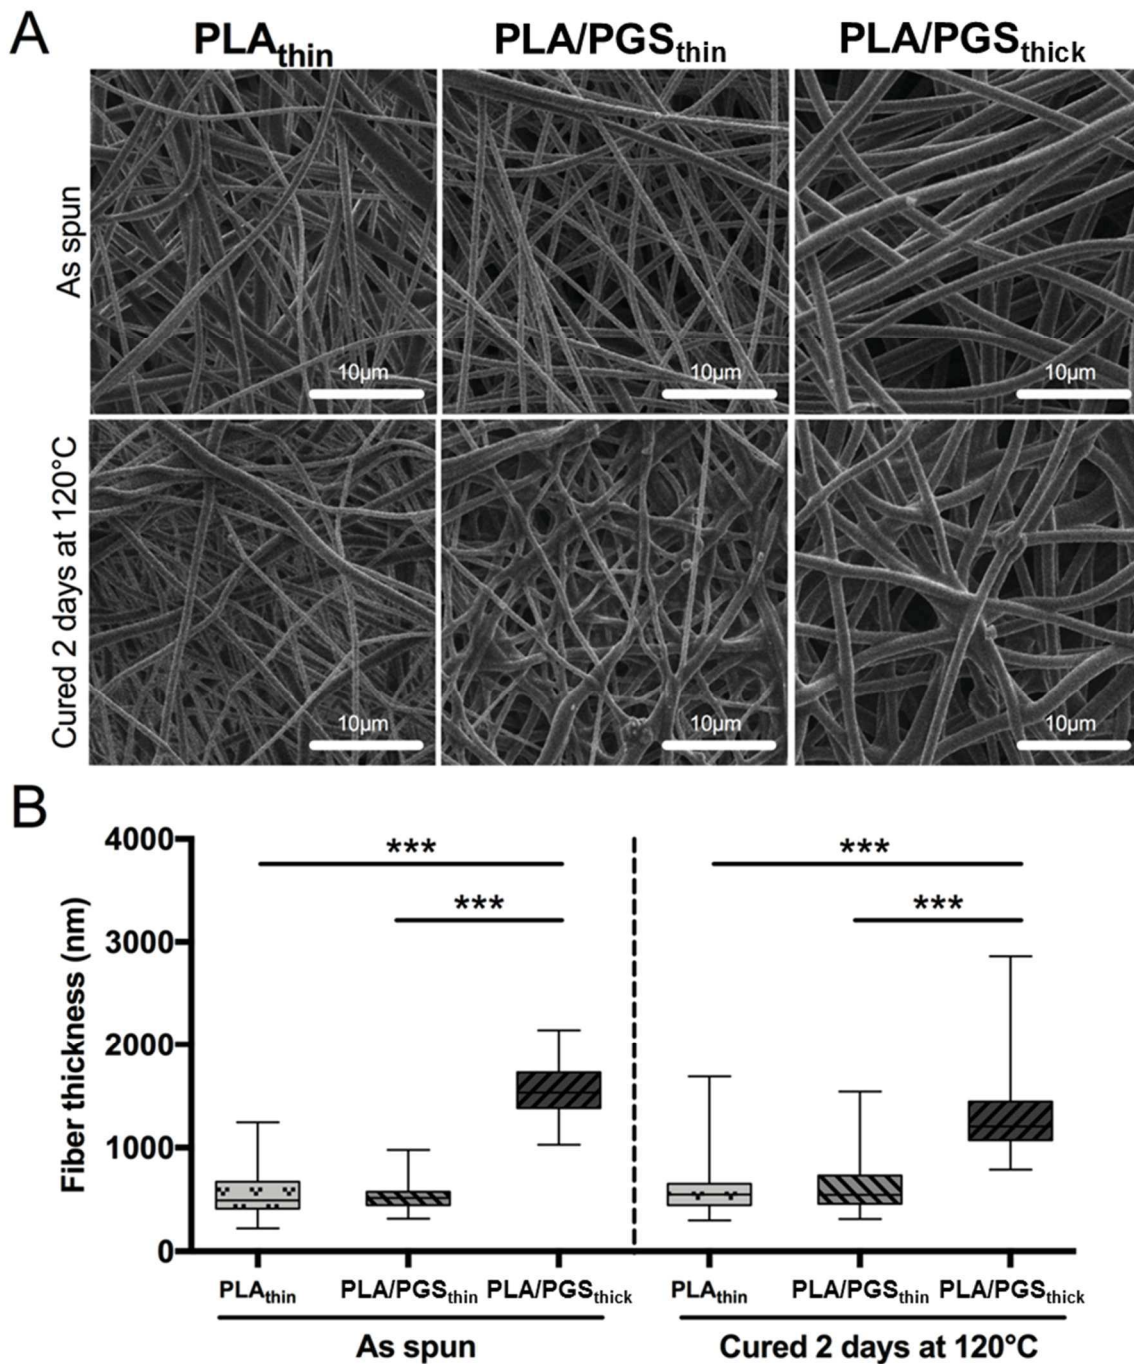 A
PLAthin PLA/PGSthin PLA/PGSthick
As spun
10µm 10µm 10µm
Cured 2 days at 120°C
10µm 10µm 10µm
B
Fiber thickness (nm)
4000
3000
2000
1000
0
*** ***
*** ***
PLAthin PLA/PGSthin PLA/PGSthick PLAthin PLA/PGSthin PLA/PGSthick
As spun Cured 2 days at 120°C